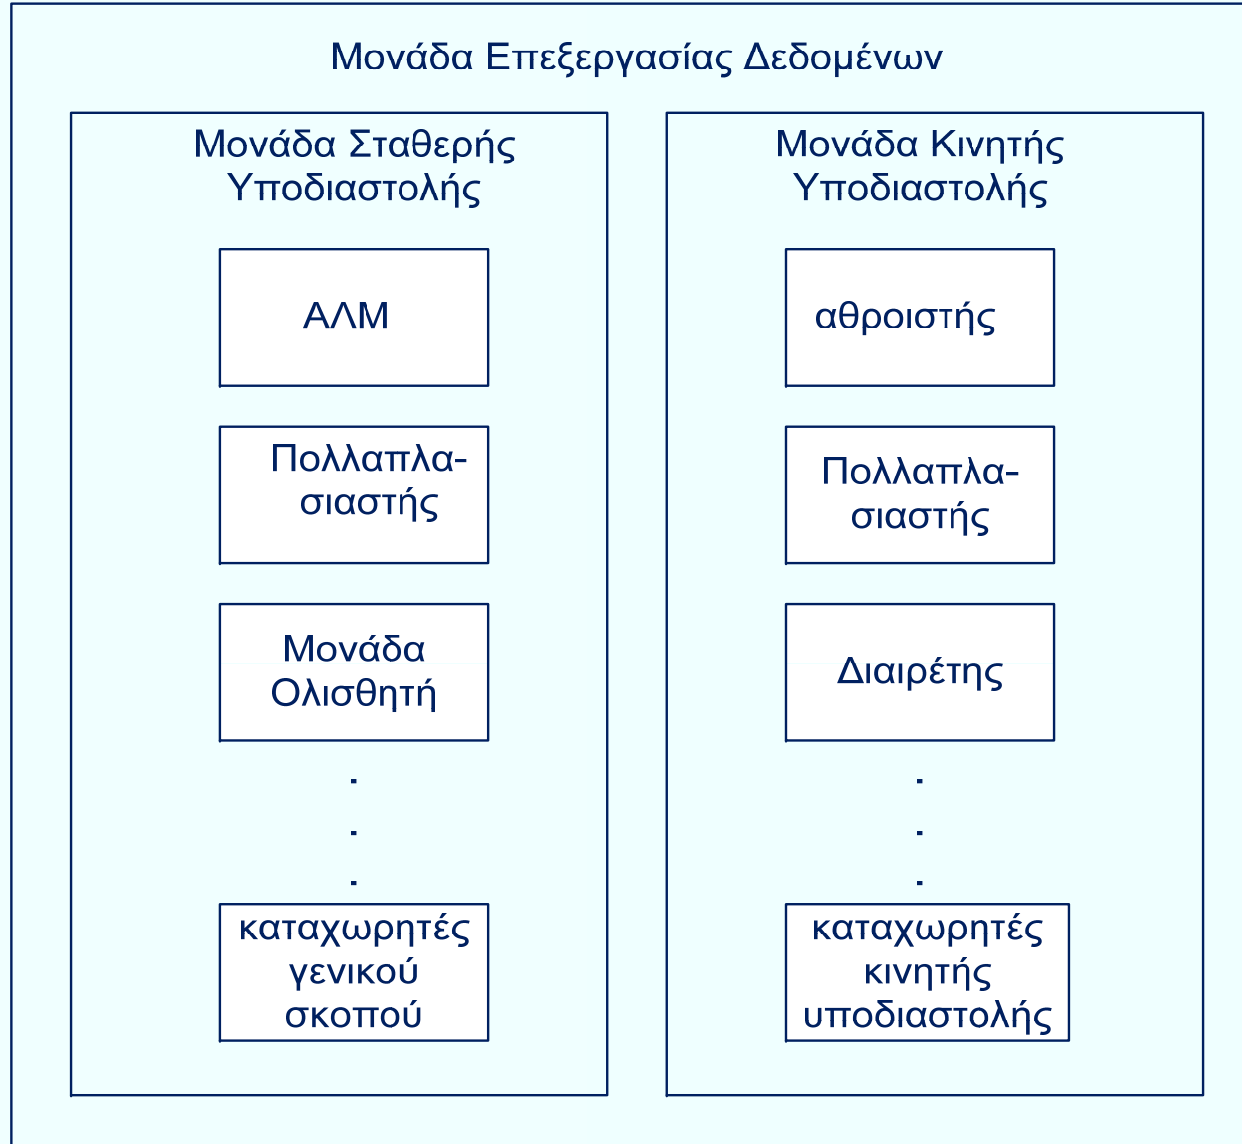 Μονάδα Επεξεργασίας Δεδομένων
Μονάδα Σταθερής
Υποδιαστολής
ΑΛΜ
Πολλαπλα-
σιαστής
Μονάδα
Ολισθητή
.
.
.
καταχωρητές
γενικού
σκοπού
Μονάδα Κινητής
Υποδιαστολής
αθροιστής
Πολλαπλα-
σιαστής
Διαιρέτης
.
.
.
καταχωρητές
κινητής
υποδιαστολής